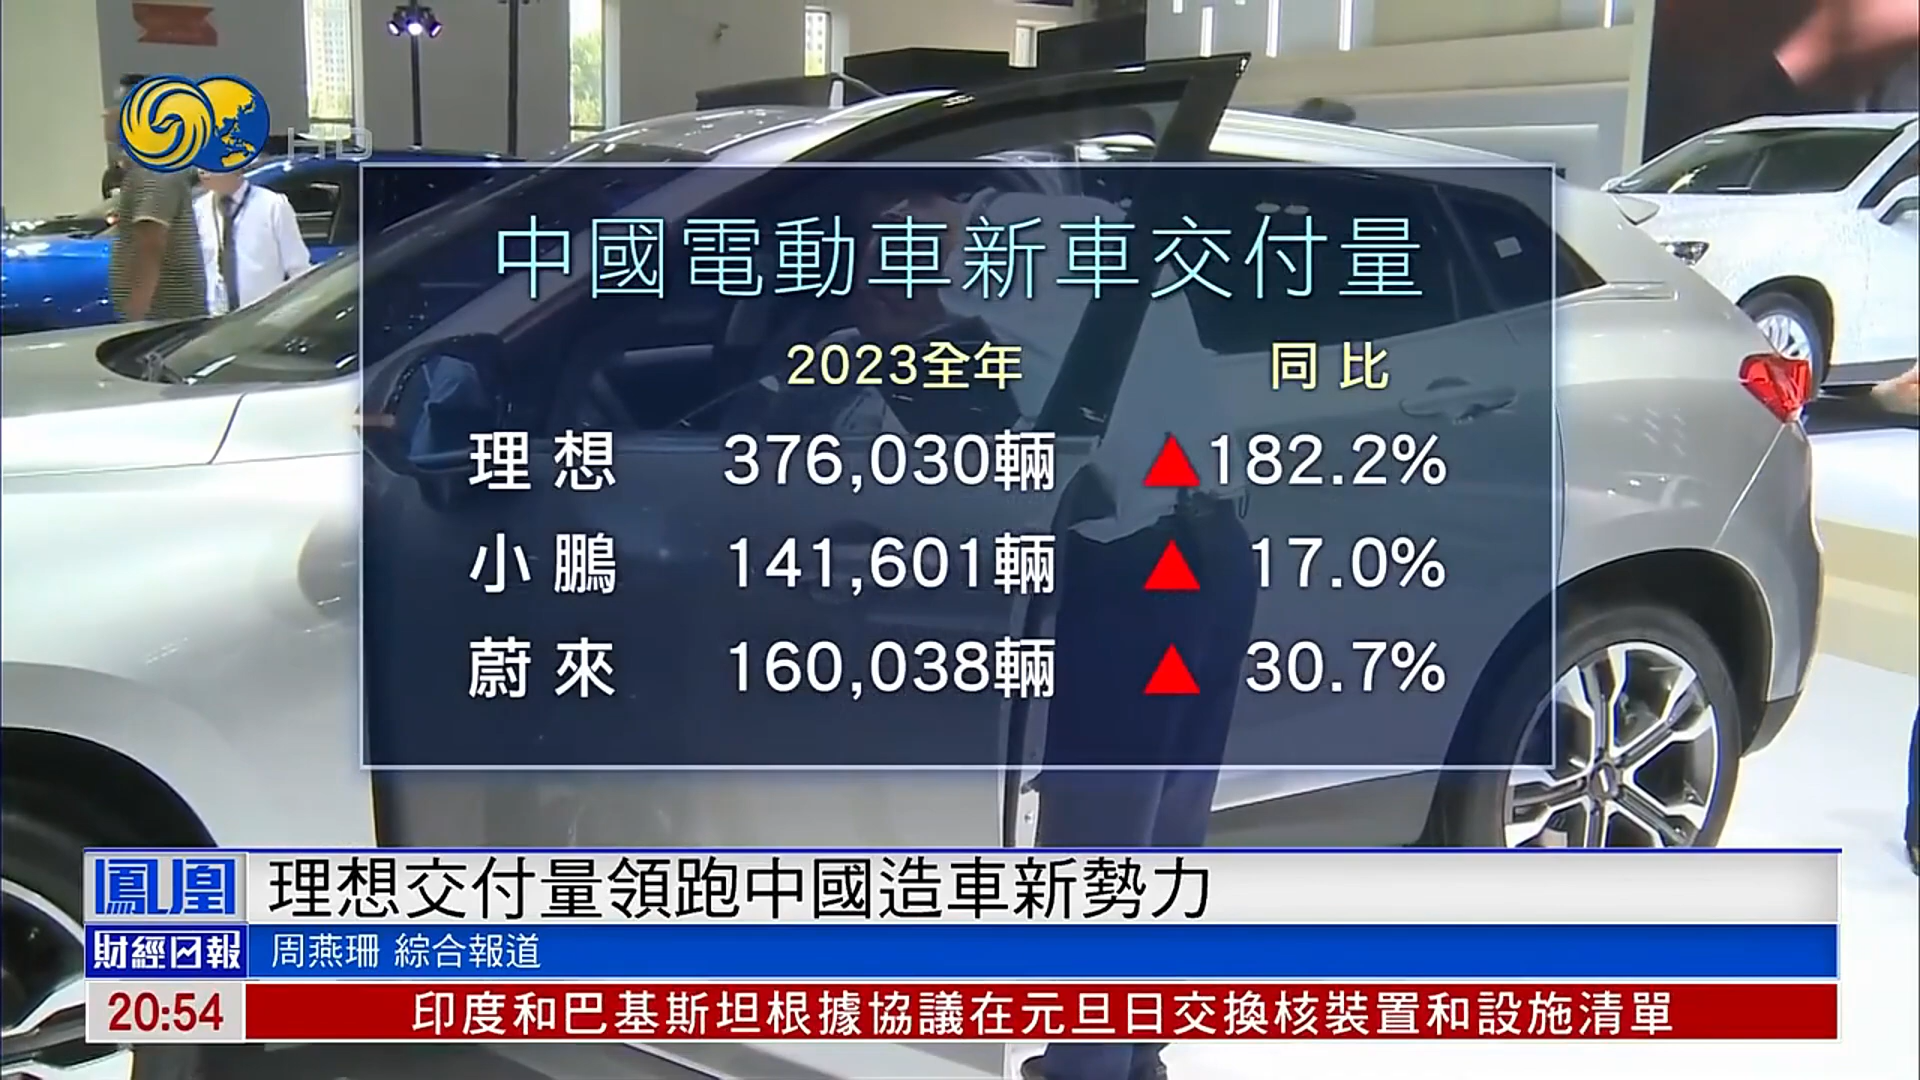 HD
中國電動車新車交付量
2023全年 同比
理想 376,030輛 ▲182.2%
小鵬 141,601輛 ▲17.0%
蔚來 160,038輛 ▲30.7%
鳳凰 理想交付量領跑中國造車新勢力
財經日報 周燕珊 綜合報道
20:54 印度和巴基斯坦根據協議在元旦日交換核裝置和設施清單